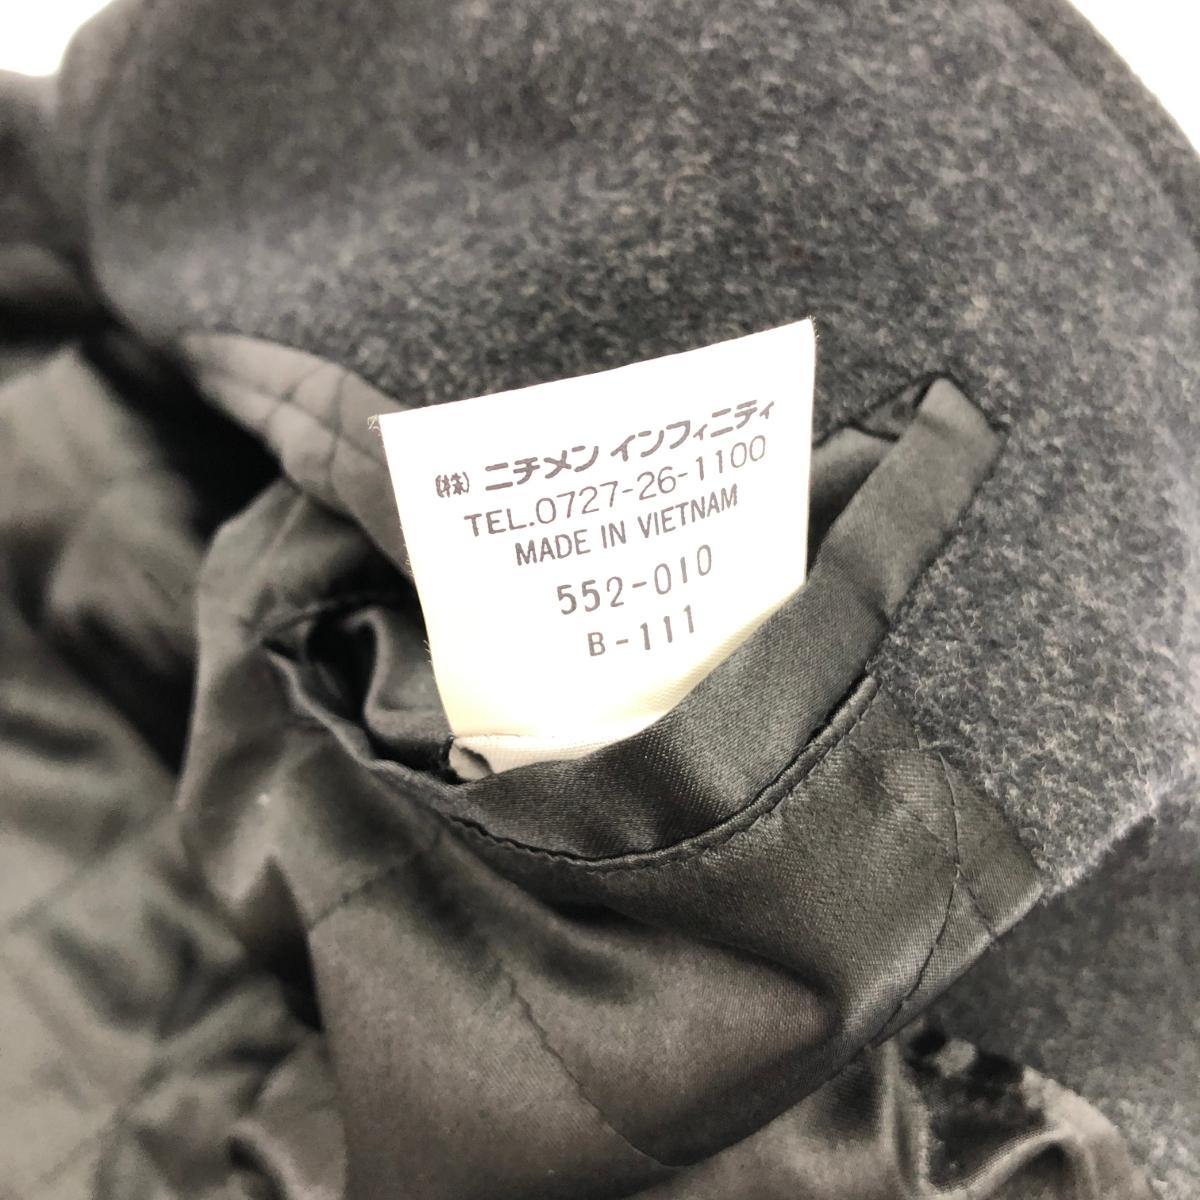 (株) ニチメン インフィニティ
TEL.0727-26-1100
MADE IN VIETNAM
552-010
B-111